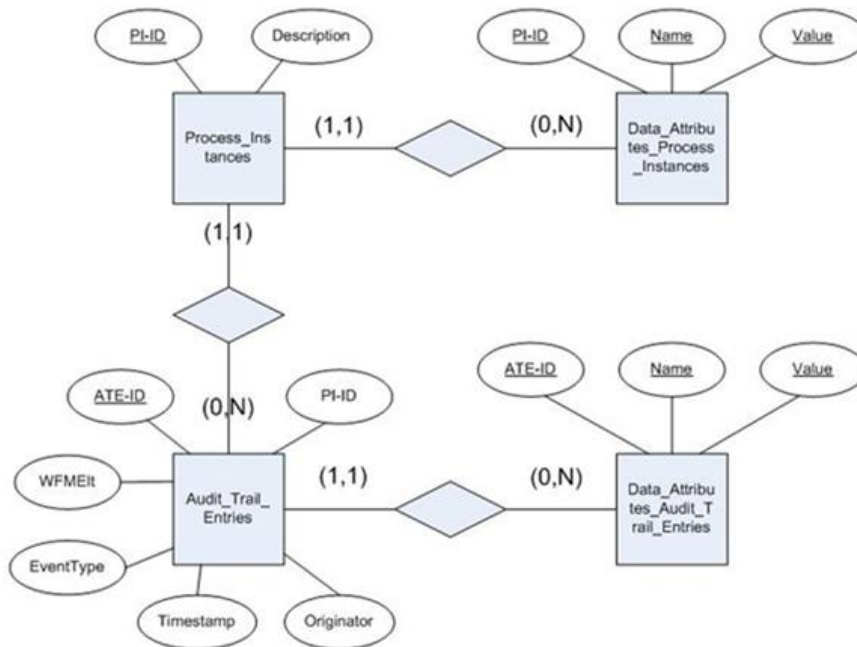 PI-ID
Description
PI-ID
Name
Value
Process_Ins
tances
(1,1)
(0,N)
Data_Attribu
tes_Process
_Instances
(1,1)
(0,N)
ATE-ID
PI-ID
WFMElt
EventType
Timestamp
Originator
Audit_Trail_
Entries
(1,1)
(0,N)
ATE-ID
Name
Value
Data_Attribu
tes_Audit_T
rail_Entries